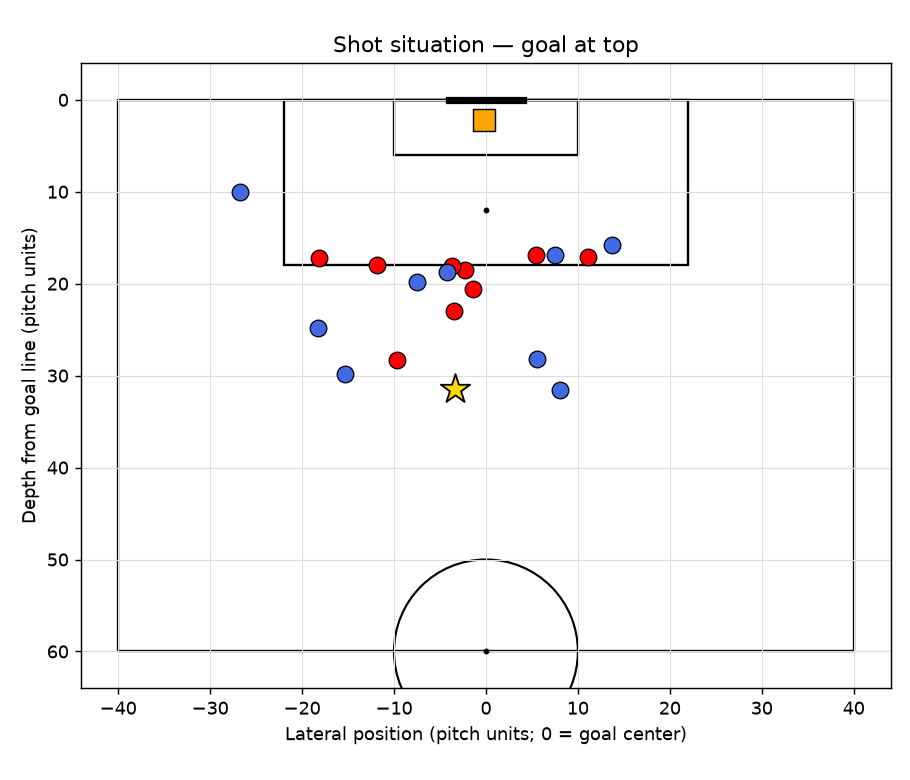 Shot situation — goal at top
0
10
20
30
40
50
60
Depth from goal line (pitch units)
−40 −30 −20 −10 0 10 20 30 40
Lateral position (pitch units; 0 = goal center)